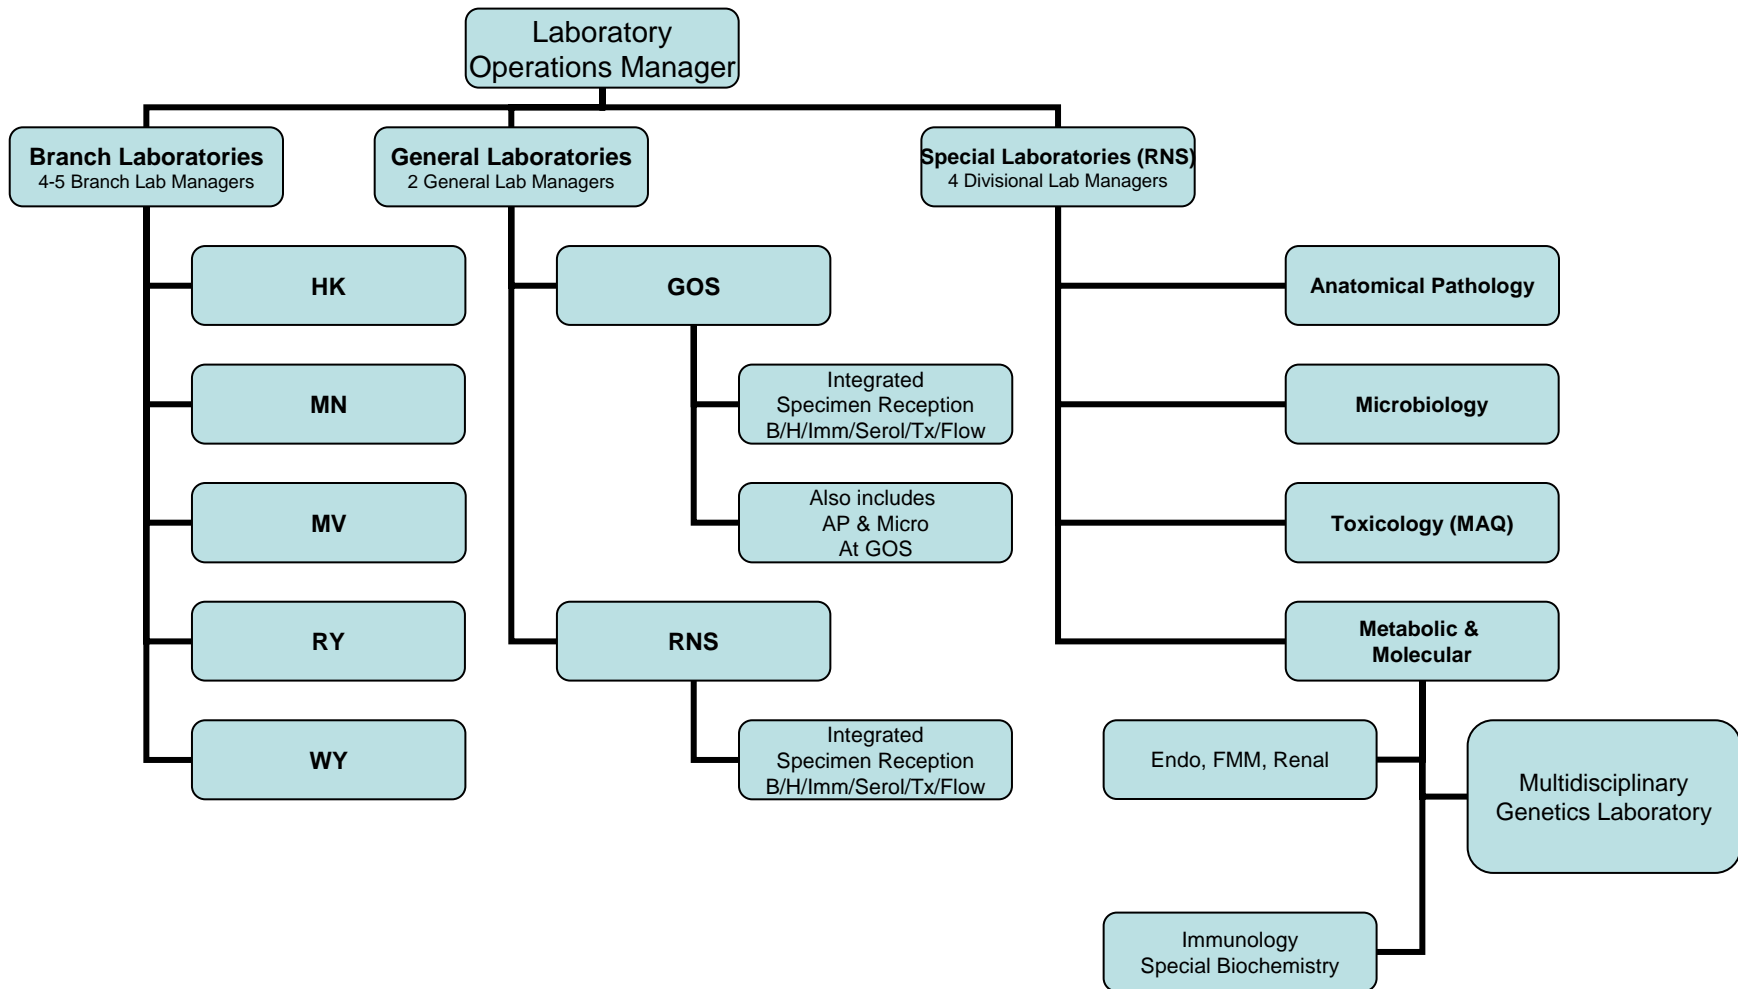 Laboratory
Operations Manager
Branch Laboratories
4-5 Branch Lab Managers
General Laboratories
2 General Lab Managers
Special Laboratories (RNS)
4 Divisional Lab Managers
HK
MN
MV
RY
WY
GOS
Integrated
Specimen Reception
B/H/Imm/Serol/Tx/Flow
Also includes
AP & Micro
At GOS
RNS
Integrated
Specimen Reception
B/H/Imm/Serol/Tx/Flow
Anatomical Pathology
Microbiology
Toxicology (MAQ)
Metabolic &
Molecular
Endo, FMM, Renal
Multidisciplinary
Genetics Laboratory
Immunology
Special Biochemistry